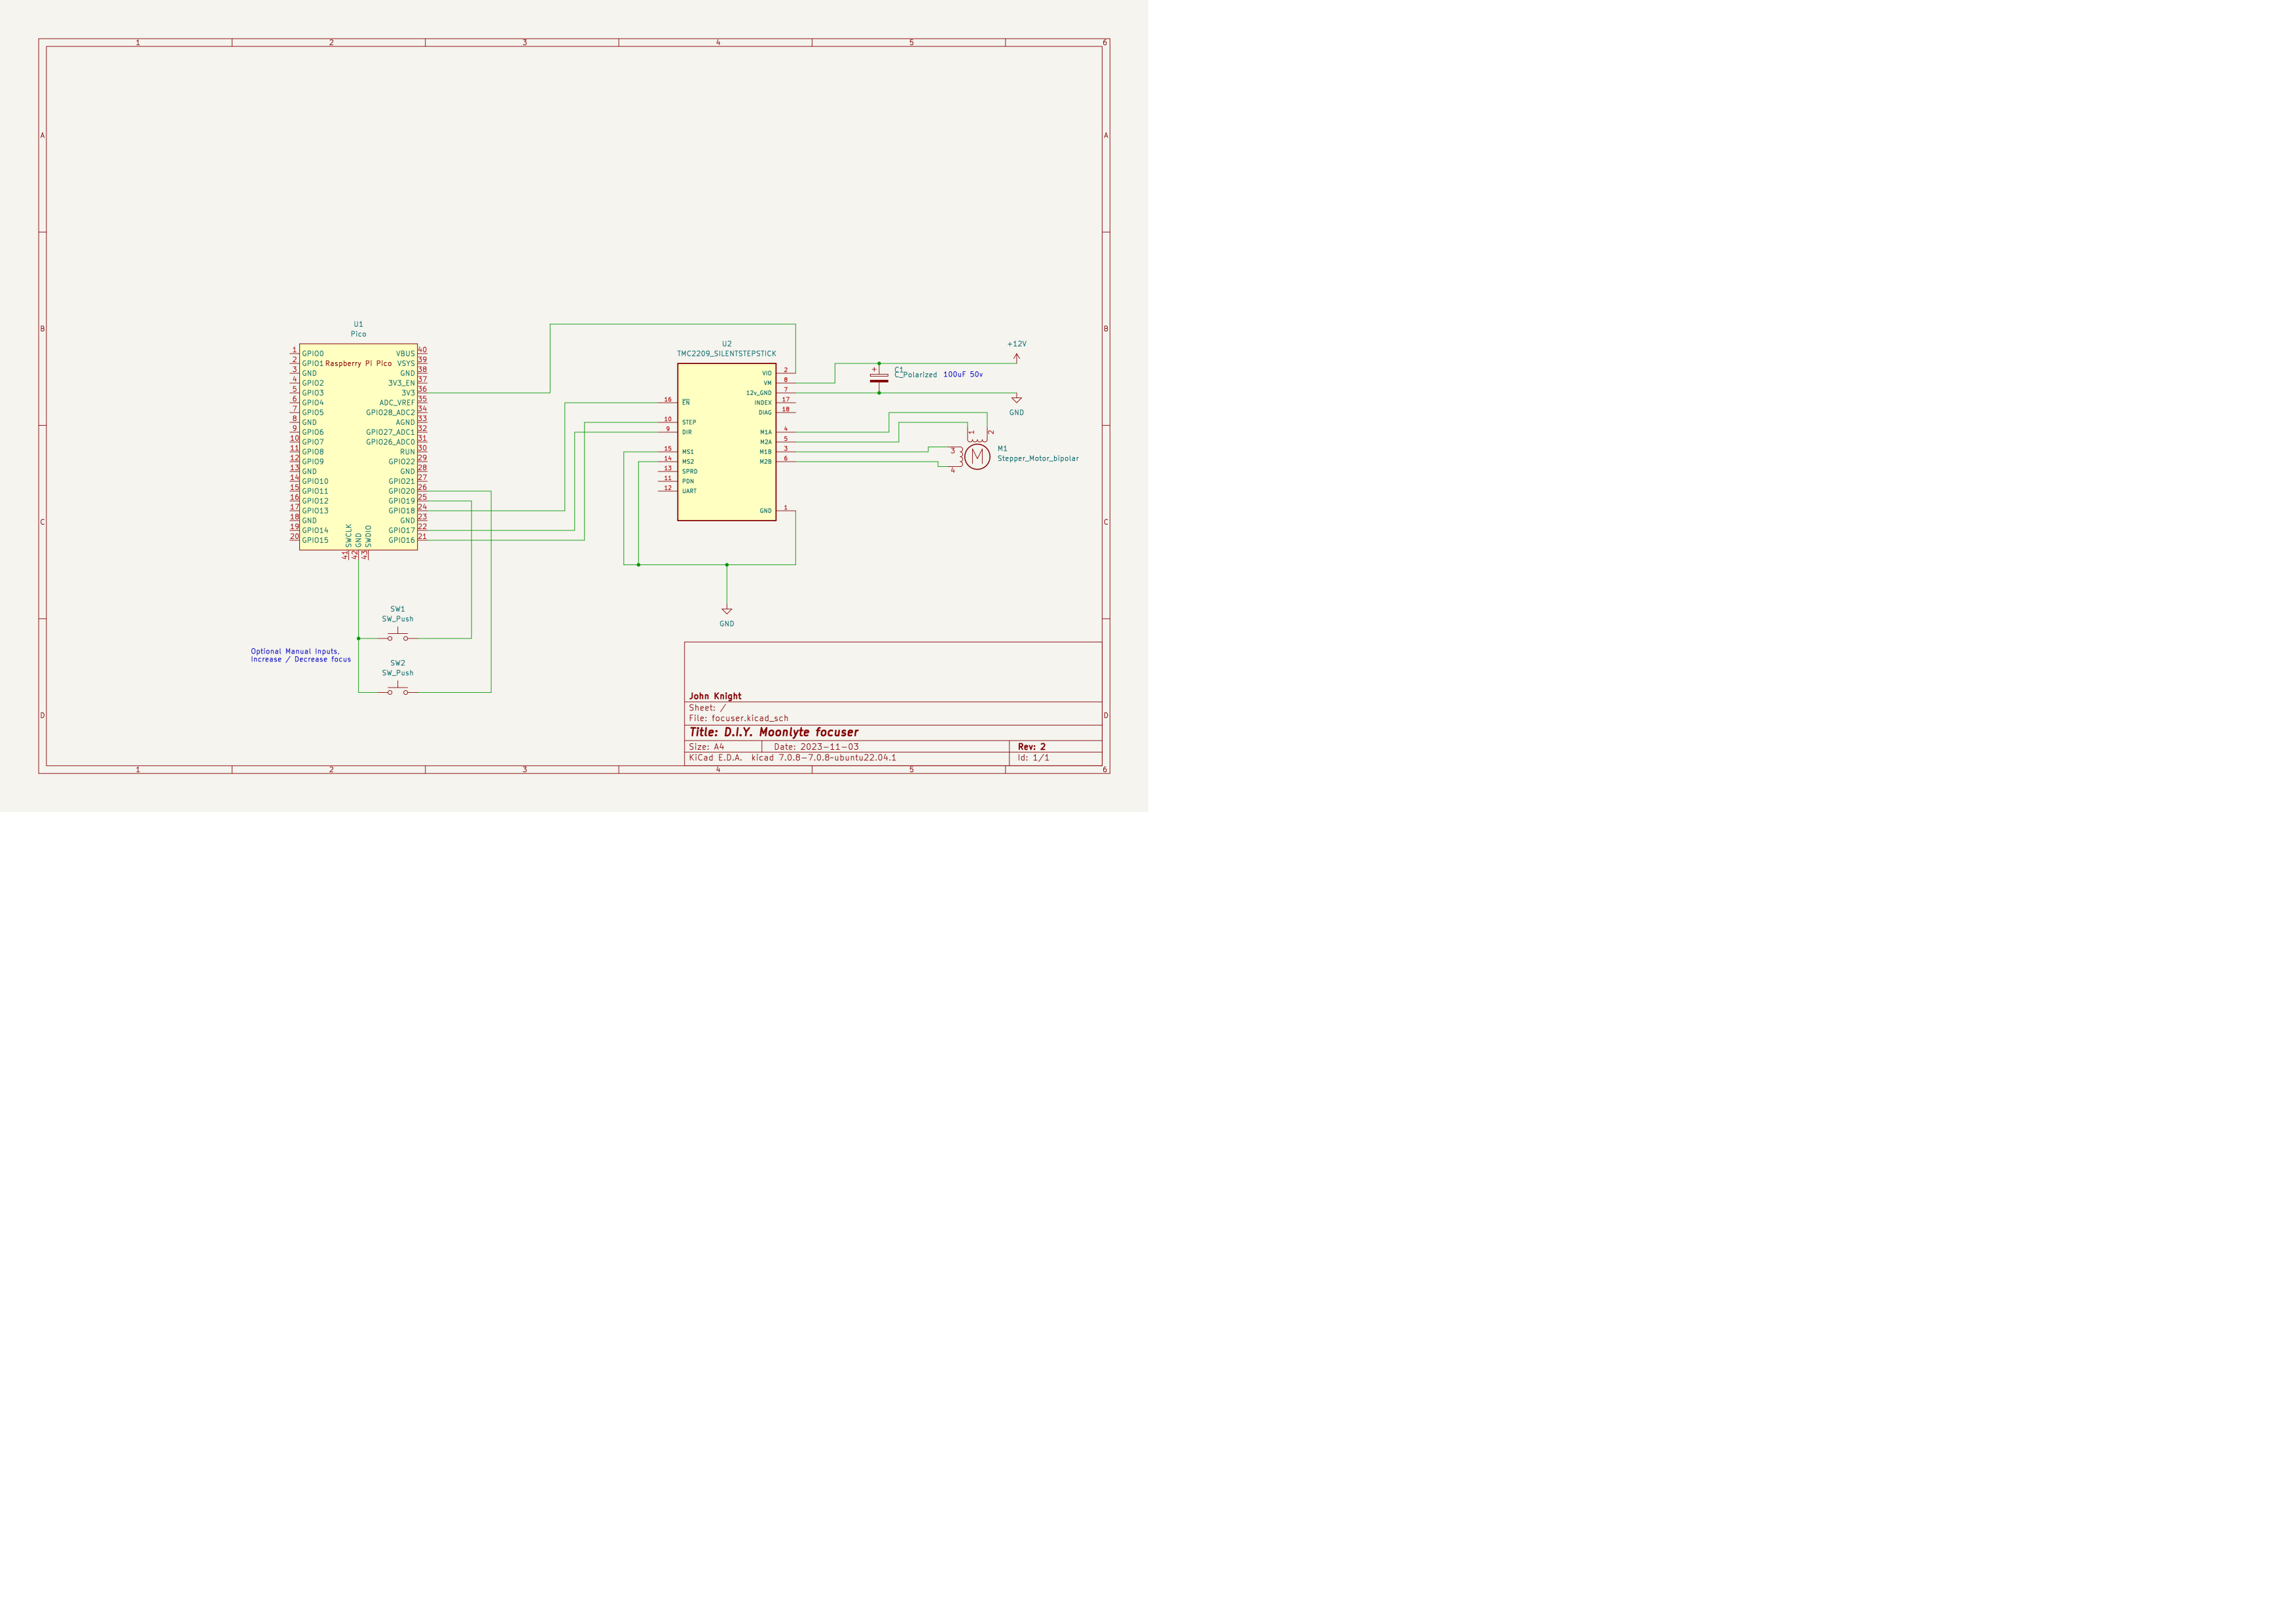 1 2 3 4 5 6
A A
B B
C C
D D
U1
Pico
Raspberry Pi Pico
1 GPIO0
2 GPIO1
3 GND
4 GPIO2
5 GPIO3
6 GPIO4
7 GPIO5
8 GND
9 GPIO6
10 GPIO7
11 GPIO8
12 GPIO9
13 GND
14 GPIO10
15 GPIO11
16 GPIO12
17 GPIO13
18 GND
19 GPIO14
20 GPIO15
VBUS 40
VSYS 39
GND 38
3V3_EN 37
3V3 36
ADC_VREF 35
GPIO28_ADC2 34
AGND 33
GPIO27_ADC1 32
GPIO26_ADC0 31
RUN 30
GPIO22 29
GND 28
GPIO21 27
GPIO20 26
GPIO19 25
GPIO18 24
GND 23
GPIO17 22
GPIO16 21
SWCLK 41
GND 42
SWDIO 43
SW1
SW_Push
Optional Manual Inputs,
Increase / Decrease focus
SW2
SW_Push
U2
TMC2209_SILENTSTEPSTICK
16 EN
10 STEP
9 DIR
15 MS1
14 MS2
13 SPRD
11 PDN
12 UART
VIO 2
VM 8
12v_GND 7
INDEX 17
DIAG 18
M1A 4
M2A 5
M1B 3
M2B 6
GND 1
GND
+12V
+
C1
C_Polarized 100uF 50v
GND
1 2
3
4
M
M1
Stepper_Motor_bipolar
John Knight
Sheet: /
File: focuser.kicad_sch
Title: D.I.Y. Moonlyte focuser
Size: A4 Date: 2023-11-03 Rev: 2
KiCad E.D.A. kicad 7.0.8-7.0.8~ubuntu22.04.1 Id: 1/1
1 2 3 4 5 6